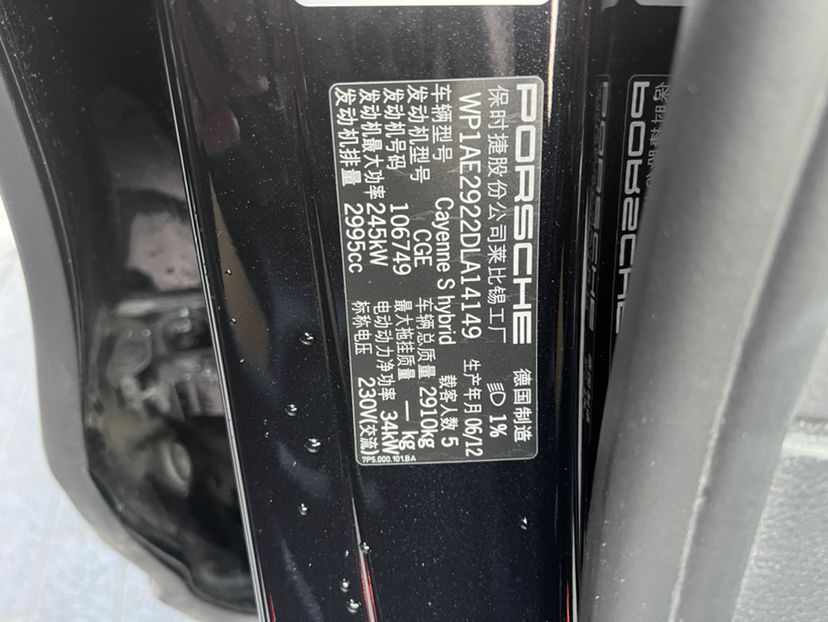 PORSCHE 德国制造
保时捷股份公司莱比锡工厂 1%
WP1AE2922DLA14149 生产年月 06/12
车辆型号 Cayenne S hybrid 载客人数 5
发动机型号 CGE 车辆总质量 2910kg
发动机号码 106749 最大拖挂质量 — kg
发动机最大功率 245kW 电动动力净功率 34kW
发动机排量 2995cc 标称电压 230V(交流)
7P5.000.101.BA